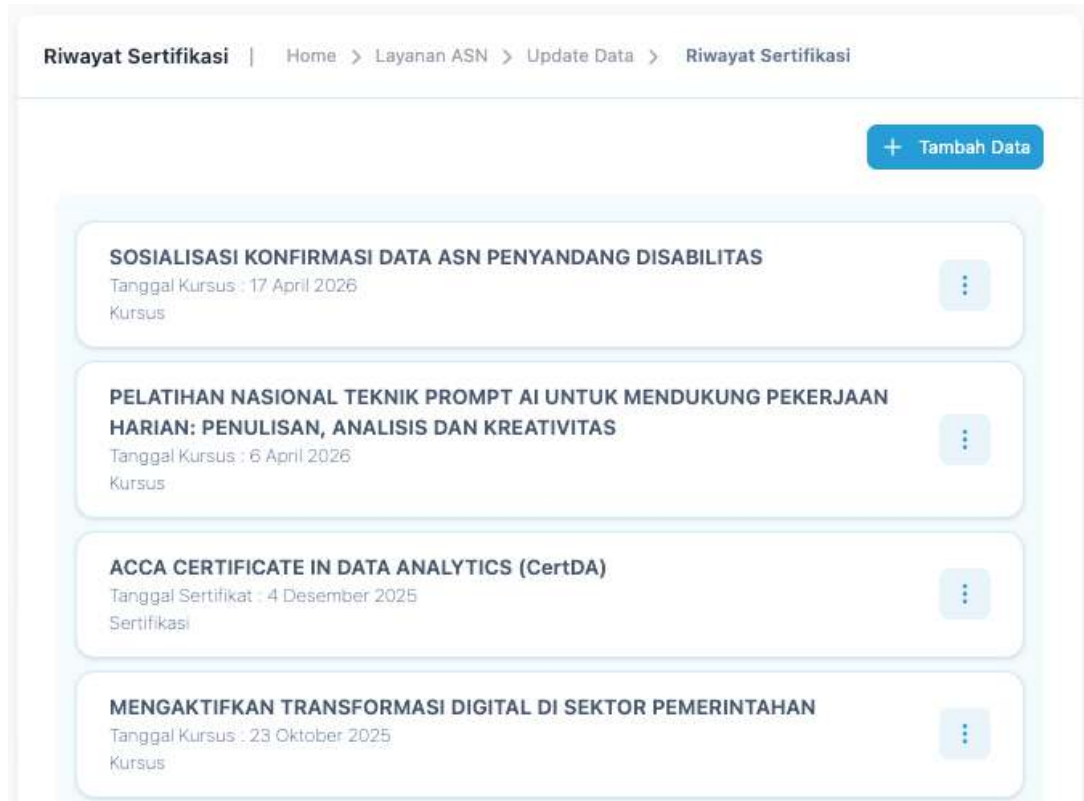 Riwayat Sertifikasi | Home > Layanan ASN > Update Data > Riwayat Sertifikasi
+ Tambah Data
SOSIALISASI KONFIRMASI DATA ASN PENYANDANG DISABILITAS
Tanggal Kursus : 17 April 2026
Kursus
PELATIHAN NASIONAL TEKNIK PROMPT AI UNTUK MENDUKUNG PEKERJAAN
HARIAN: PENULISAN, ANALISIS DAN KREATIVITAS
Tanggal Kursus : 6 April 2026
Kursus
ACCA CERTIFICATE IN DATA ANALYTICS (CertDA)
Tanggal Sertifikat : 4 Desember 2025
Sertifikasi
MENGAKTIFKAN TRANSFORMASI DIGITAL DI SEKTOR PEMERINTAHAN
Tanggal Kursus : 23 Oktober 2025
Kursus